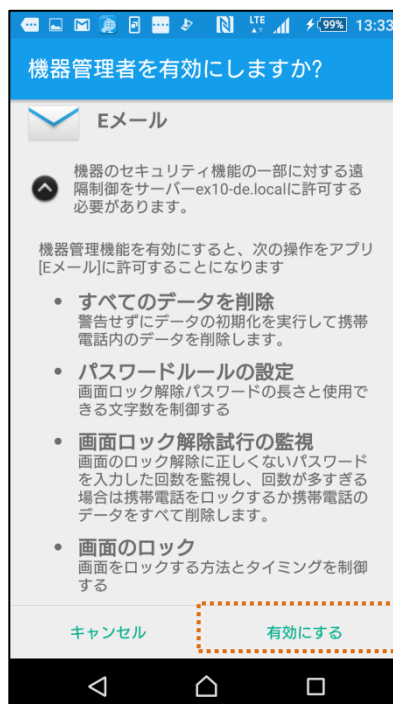 LTE
99%
13:33
機器管理者を有効にしますか?
Eメール
機器のセキュリティ機能の一部に対する遠
隔制御をサーバーex10-de.localに許可する
必要があります。
機器管理機能を有効にすると、次の操作をアプリ
[Eメール]に許可することになります
• すべてのデータを削除
警告せずにデータの初期化を実行して携帯
電話内のデータを削除します。
• パスワードルールの設定
画面ロック解除パスワードの長さと使用で
きる文字数を制御する
• 画面ロック解除試行の監視
画面のロック解除に正しくないパスワード
を入力した回数を監視し、回数が多すぎる
場合は携帯電話をロックするか携帯電話の
データをすべて削除します。
• 画面のロック
画面をロックする方法とタイミングを制御
する
キャンセル
有効にする